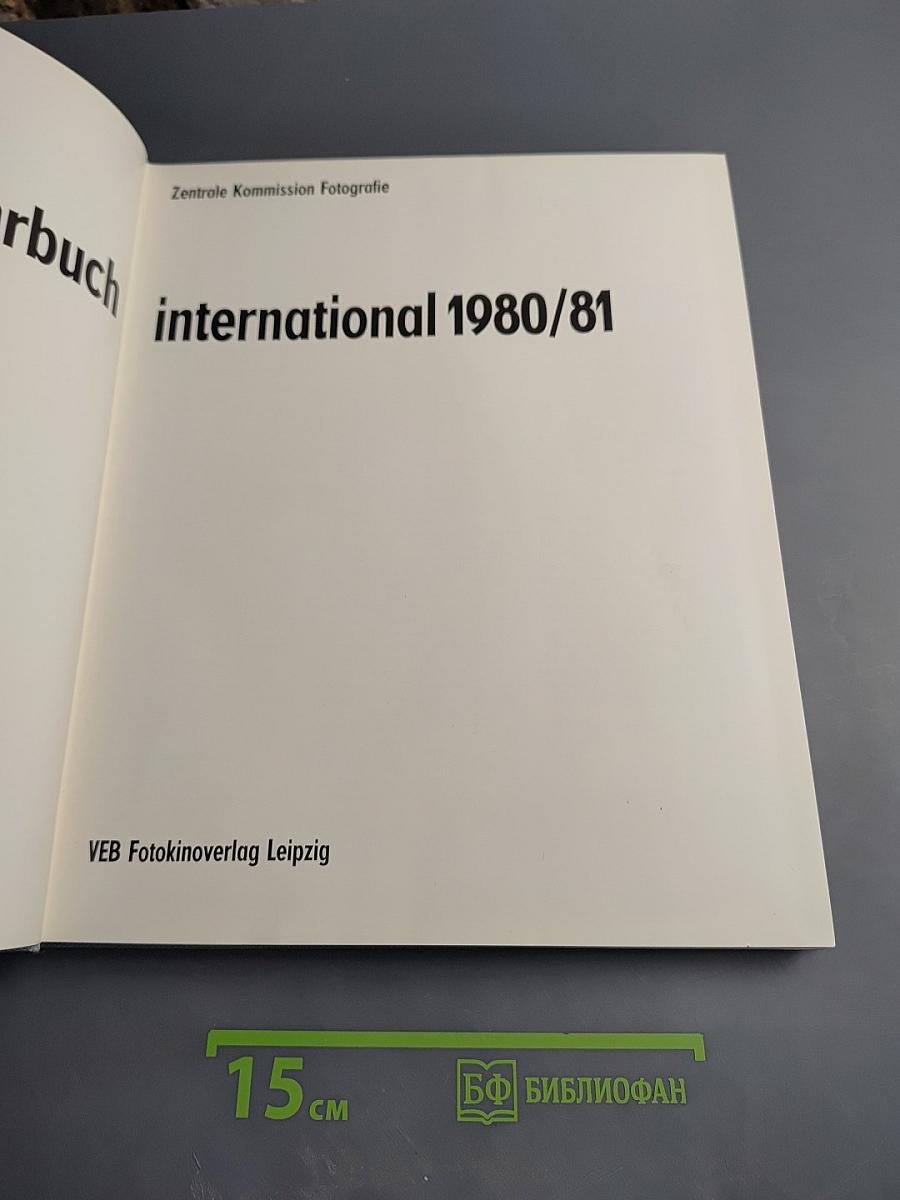 rbuch
Zentrale Kommission Fotografie
international 1980/81
VEB Fotokinoverlag Leipzig
15 см
БФ БИБЛИОФАН